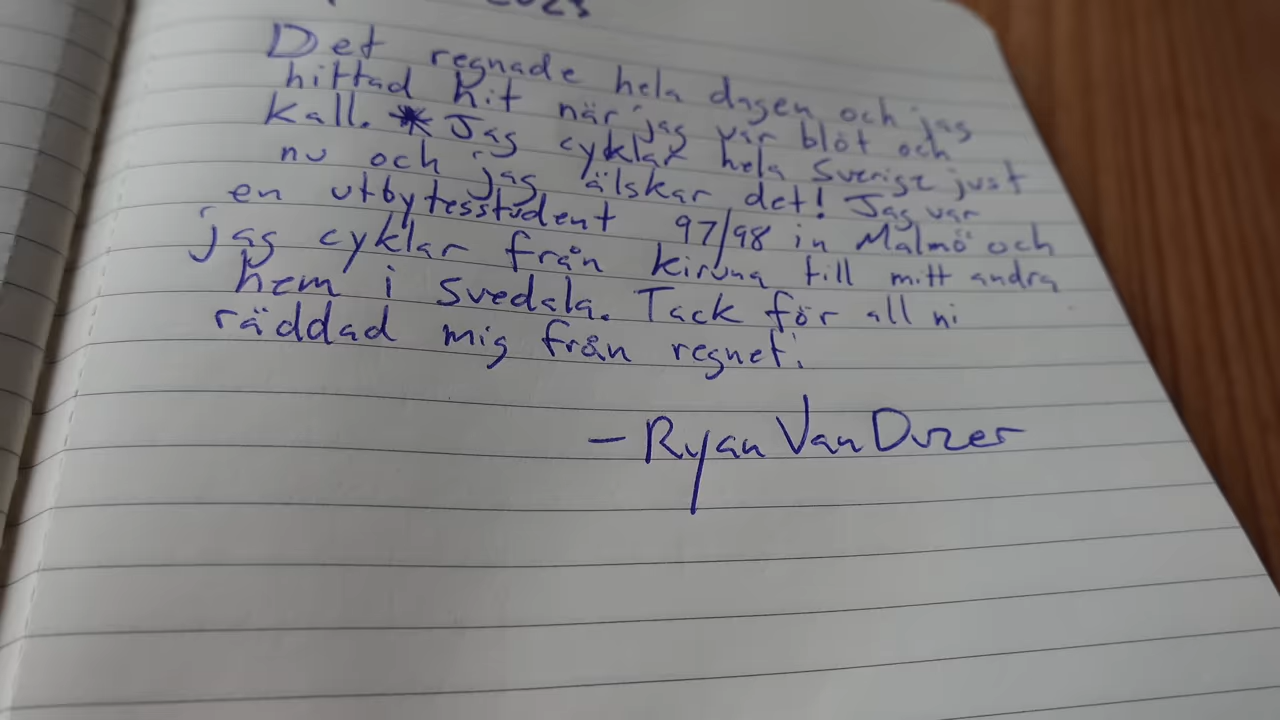 2023
Det regnade hela dagen och jag
hittad hit när jag var blöt och
kall. Jag cyklar hela Sverige just
nu och jag älskar det! Jag var
en utbytesstudent 97/98 in Malmö och
jag cyklar från kiruna till mitt andra
hem i svedala. Tack för all ni
räddad mig från regnet!
- Ryan Van Duzer